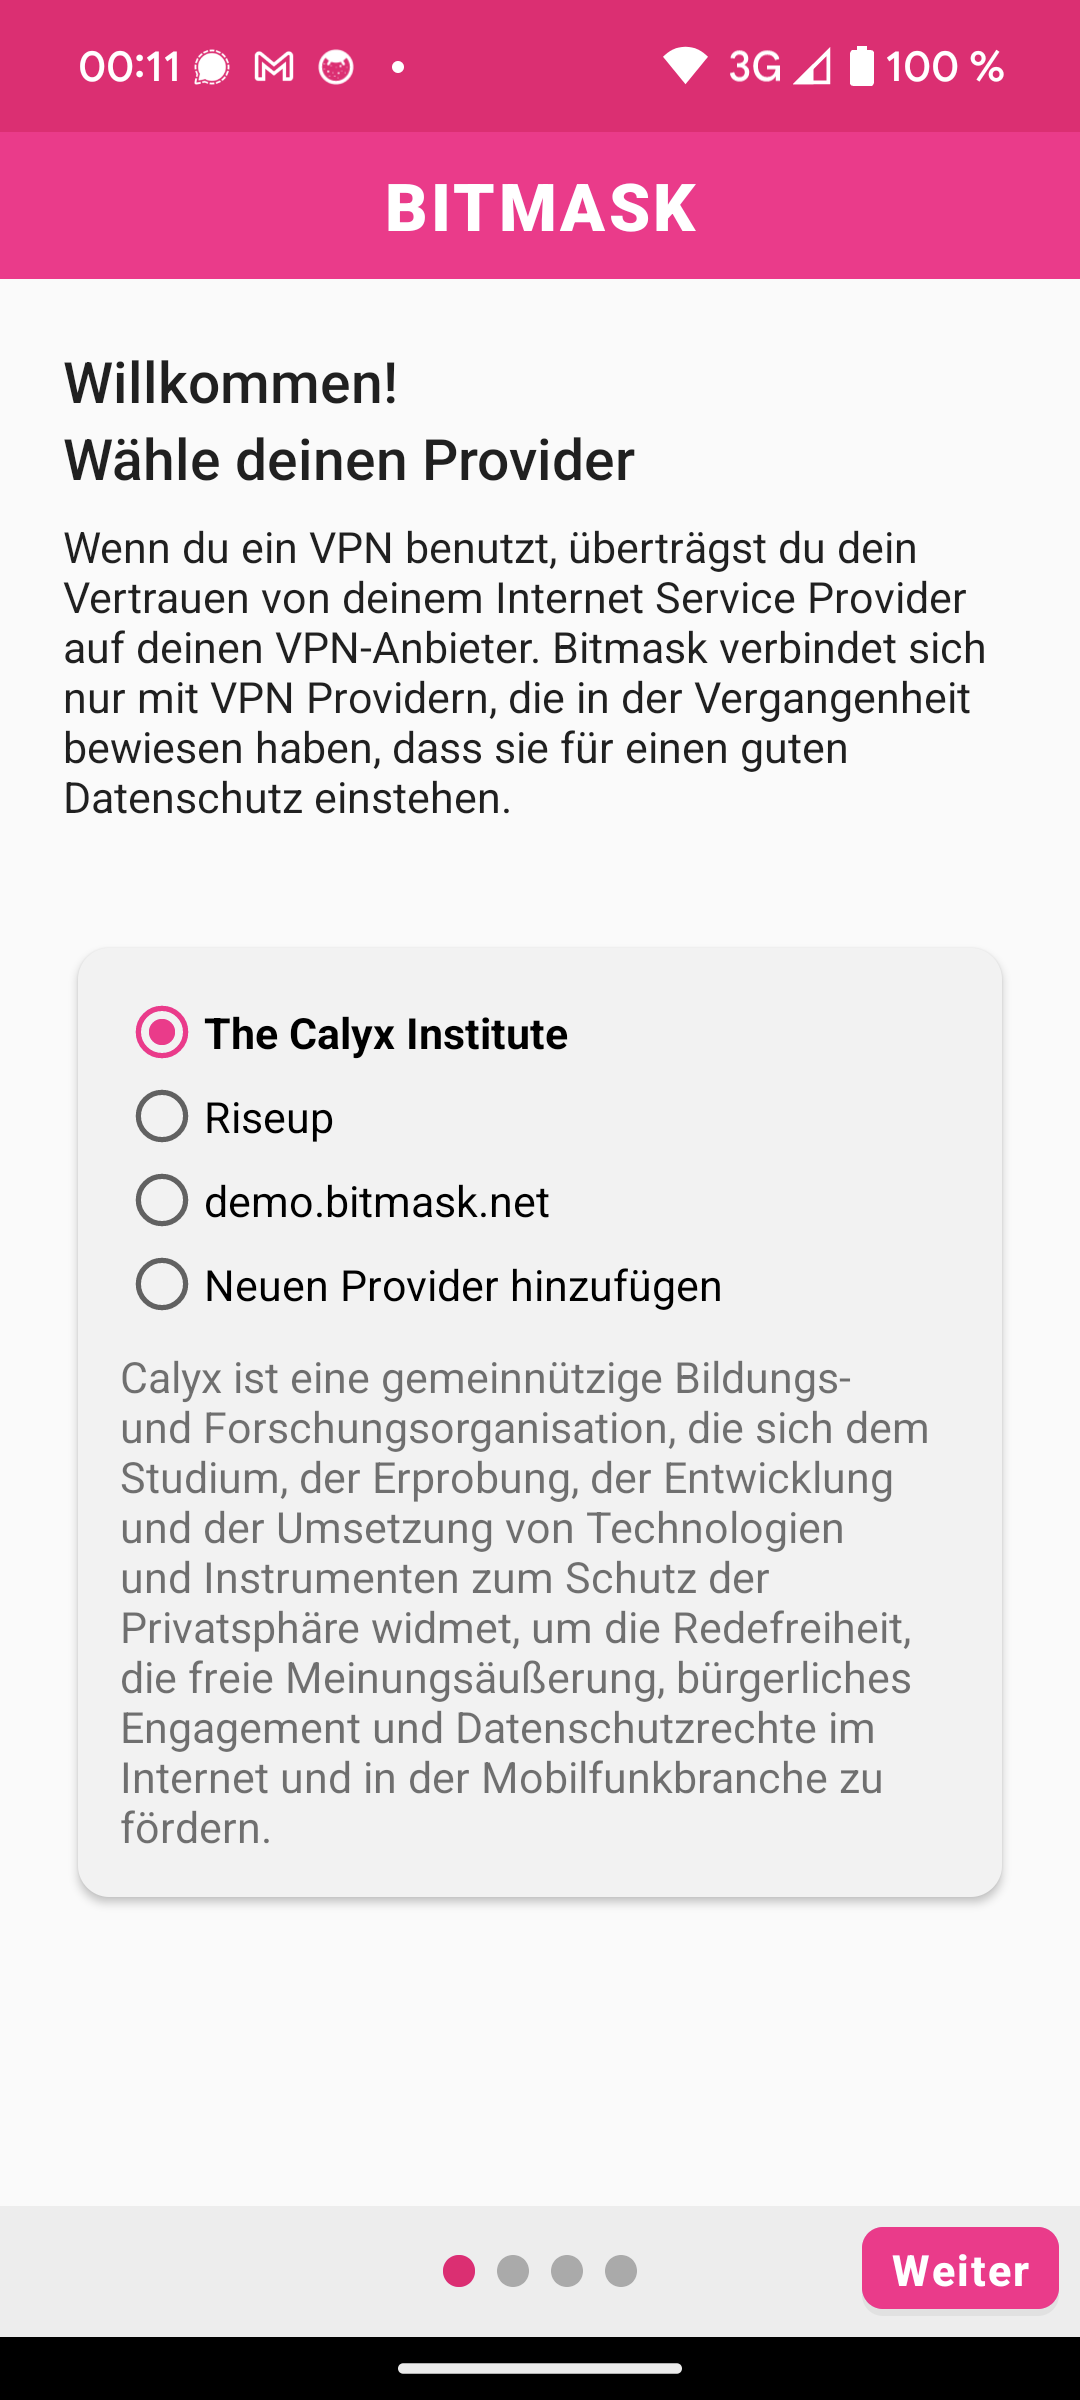 00:11
3G
100 %
BITMASK
Willkommen!
Wähle deinen Provider
Wenn du ein VPN benutzt, überträgst du dein
Vertrauen von deinem Internet Service Provider
auf deinen VPN-Anbieter. Bitmask verbindet sich
nur mit VPN Providern, die in der Vergangenheit
bewiesen haben, dass sie für einen guten
Datenschutz einstehen.
The Calyx Institute
Riseup
demo.bitmask.net
Neuen Provider hinzufügen
Calyx ist eine gemeinnützige Bildungs-
und Forschungsorganisation, die sich dem
Studium, der Erprobung, der Entwicklung
und der Umsetzung von Technologien
und Instrumenten zum Schutz der
Privatsphäre widmet, um die Redefreiheit,
die freie Meinungsäußerung, bürgerliches
Engagement und Datenschutzrechte im
Internet und in der Mobilfunkbranche zu
fördern.
Weiter